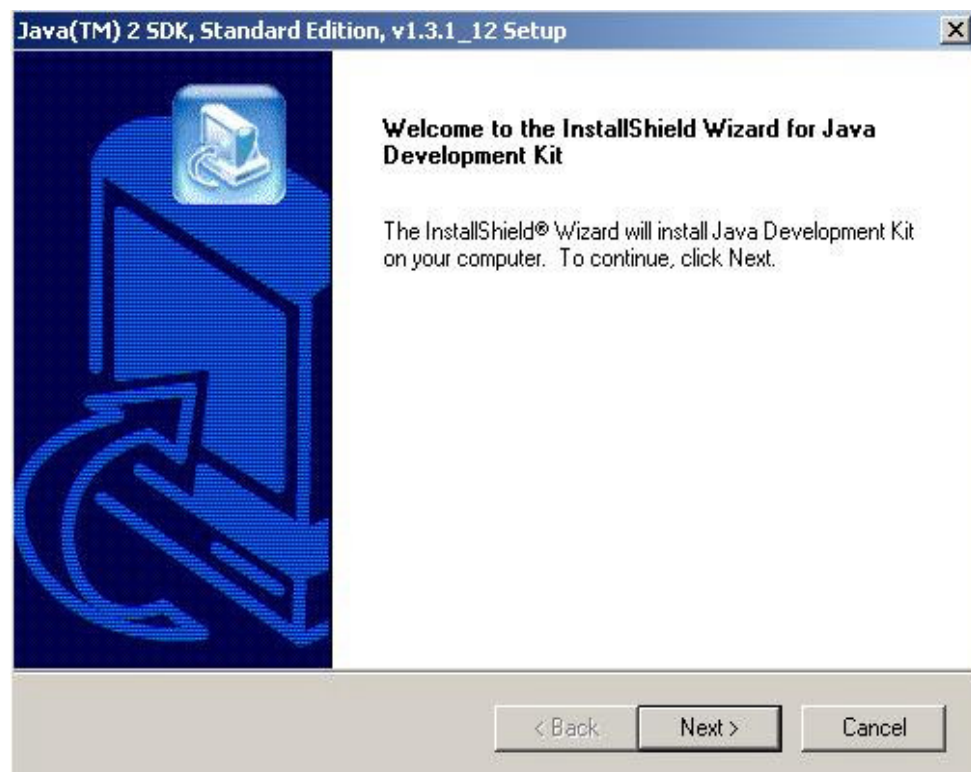 Java(TM) 2 SDK, Standard Edition, v1.3.1_12 Setup
Welcome to the InstallShield Wizard for Java
Development Kit
The InstallShield® Wizard will install Java Development Kit
on your computer. To continue, click Next.
< Back Next > Cancel